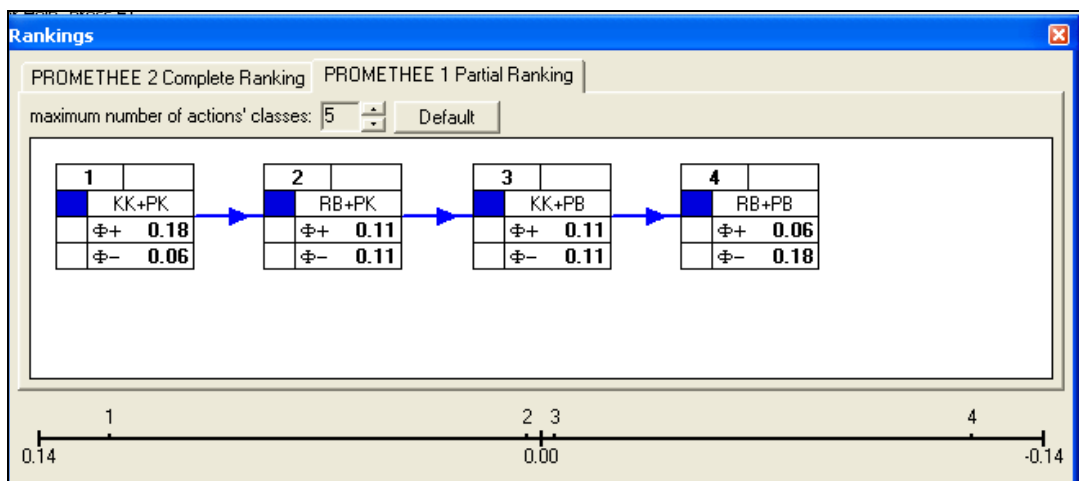 Rankings
PROMETHEE 2 Complete Ranking PROMETHEE 1 Partial Ranking
maximum number of actions' classes: 5 Default
1 2 3 4
KK+PK RB+PK KK+PB RB+PB
Φ+ 0.18 Φ+ 0.11 Φ+ 0.11 Φ+ 0.06
Φ− 0.06 Φ− 0.11 Φ− 0.11 Φ− 0.18
1 2 3 4
0.14 0.00 -0.14